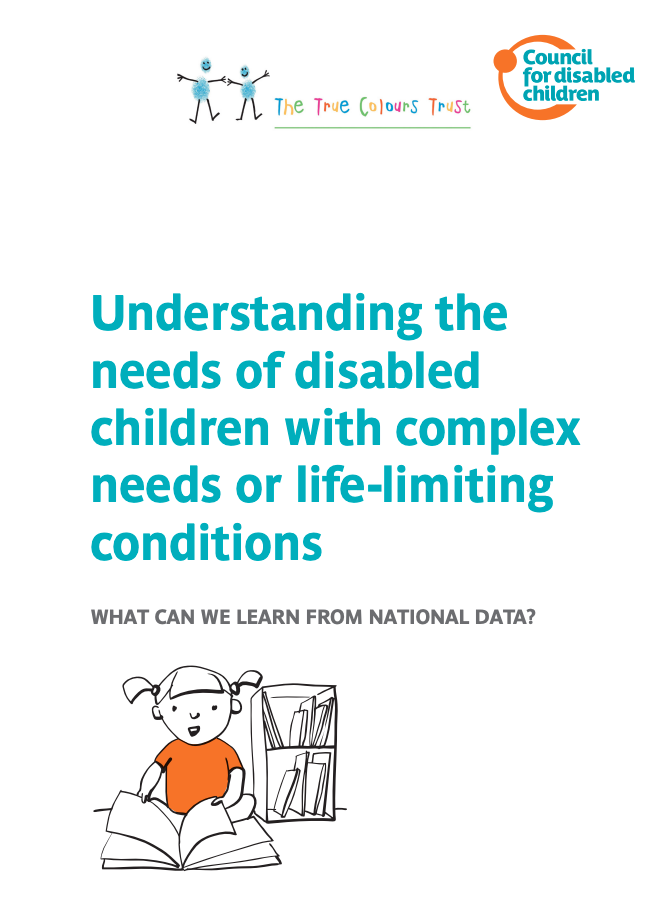 The True Colours Trust
Council
for disabled
children
Understanding the
needs of disabled
children with complex
needs or life-limiting
conditions
WHAT CAN WE LEARN FROM NATIONAL DATA?